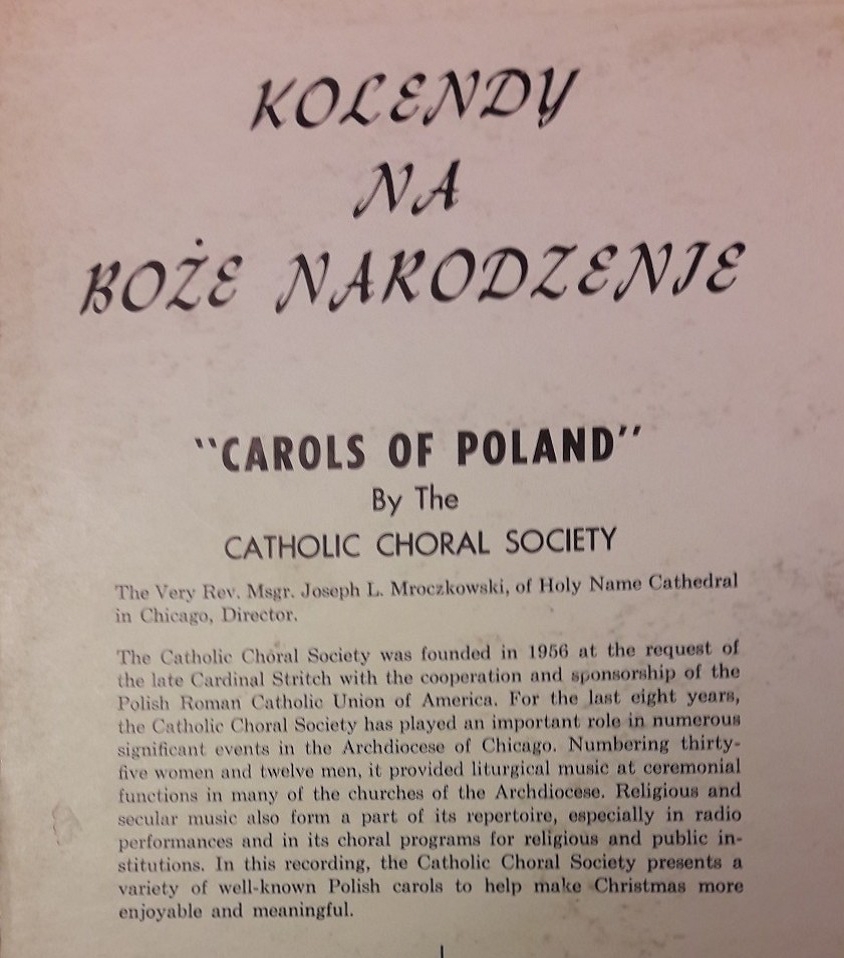 KOLENDY
NA
BOŻE NARODZENIE
"CAROLS OF POLAND"
By The
CATHOLIC CHORAL SOCIETY
The Very Rev. Msgr. Joseph L. Mroczkowski, of Holy Name Cathedral
in Chicago, Director.
The Catholic Choral Society was founded in 1956 at the request of
the late Cardinal Stritch with the cooperation and sponsorship of the
Polish Roman Catholic Union of America. For the last eight years,
the Catholic Choral Society has played an important role in numerous
significant events in the Archdiocese of Chicago. Numbering thirty-
five women and twelve men, it provided liturgical music at ceremonial
functions in many of the churches of the Archdiocese. Religious and
secular music also form a part of its repertoire, especially in radio
performances and in its choral programs for religious and public in-
stitutions. In this recording, the Catholic Choral Society presents a
variety of well-known Polish carols to help make Christmas more
enjoyable and meaningful.